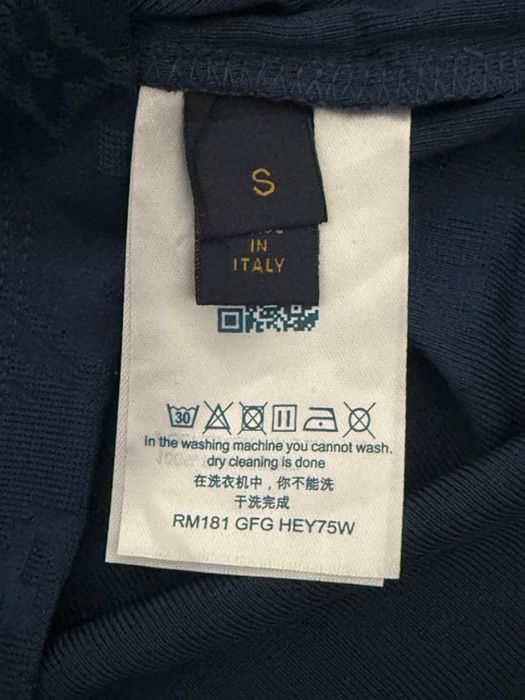 S
IN
ITALY
30
In the washing machine you cannot wash.
dry cleaning is done
在洗衣机中，你不能洗
干洗完成
RM181 GFG HEY75W